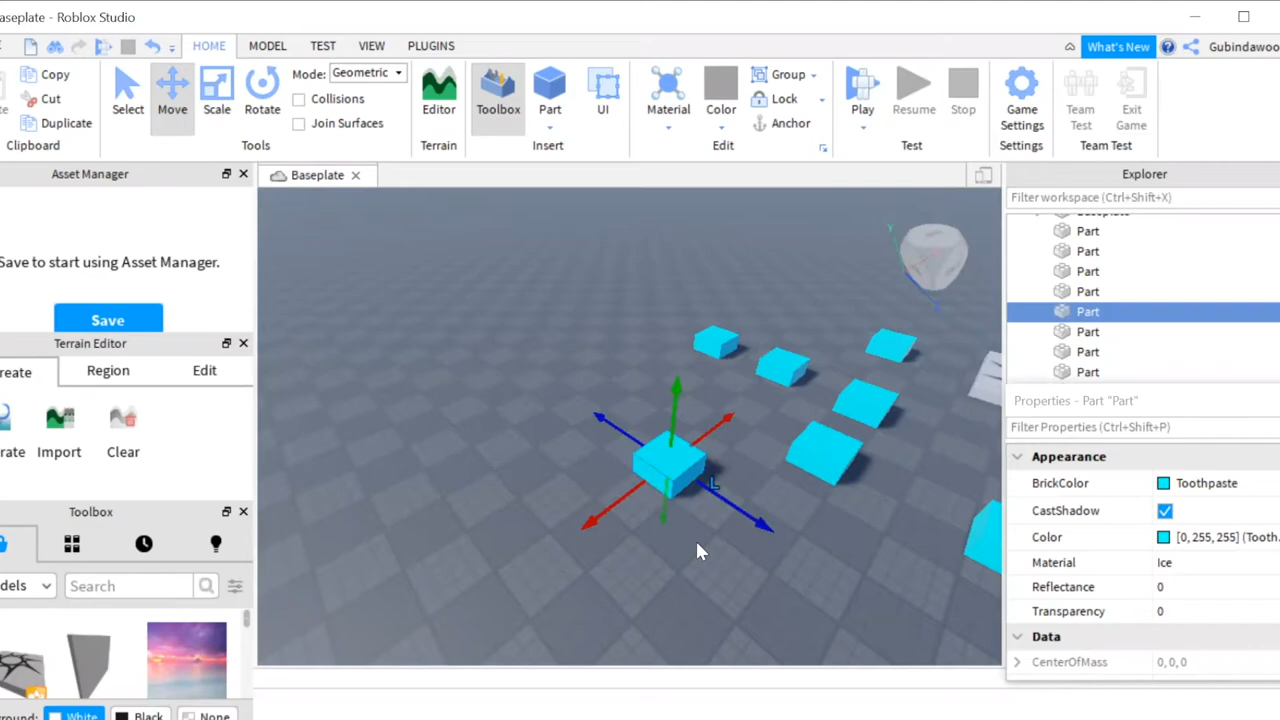 aseplate - Roblox Studio
HOME MODEL TEST VIEW PLUGINS What's New Gubindawoo
Copy
Cut
Duplicate
Clipboard
Select Move Scale Rotate
Mode: Geometric
Collisions
Join Surfaces
Tools
Editor
Terrain
Toolbox Part UI
Insert
Material Color
Group
Lock
Anchor
Edit
Play Resume Stop
Test
Game Settings
Settings
Team Test
Exit Game
Team Test
Asset Manager
Save to start using Asset Manager.
Save
Terrain Editor
reate Region Edit
rate Import Clear
Toolbox
dels Search
round: White Black None
Baseplate
Y
L
Explorer
Filter workspace (Ctrl+Shift+X)
Part
Part
Part
Part
Part
Part
Part
Part
Properties - Part "Part"
Filter Properties (Ctrl+Shift+P)
Appearance
BrickColor Toothpaste
CastShadow
Color [0, 255, 255] (Tooth...
Material Ice
Reflectance 0
Transparency 0
Data
CenterOfMass 0, 0, 0